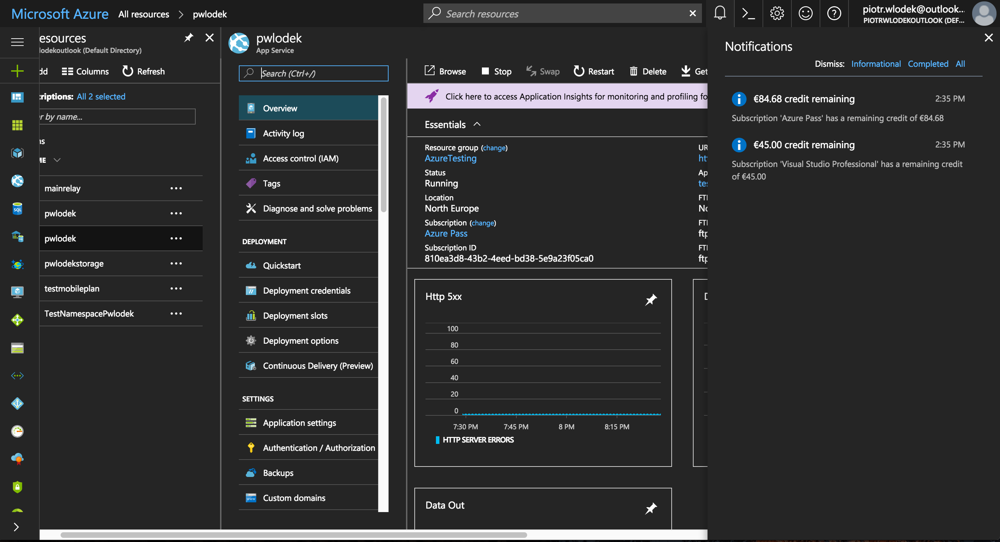 Microsoft Azure All resources > pwlodek
Search resources
piotr.wlodek@outlook...
PIOTRWLODEKOUTLOOK (DEF...
esources
lodekoutlook (Default Directory)
dd Columns Refresh
criptions: All 2 selected
r by name...
ns
ME
mainrelay
pwlodek
pwlodek
pwlodekstorage
testmobileplan
TestNamespacePwlodek
SQL
SQL
pwlodek
App Service
Search (Ctrl+/)
Overview
Activity log
Access control (IAM)
Tags
Diagnose and solve problems
DEPLOYMENT
Quickstart
Deployment credentials
Deployment slots
Deployment options
Continuous Delivery (Preview)
SETTINGS
Application settings
Authentication / Authorization
Backups
www
Custom domains
Browse Stop Swap Restart Delete Get
Click here to access Application Insights for monitoring and profiling fo
Essentials
Resource group (change)
AzureTesting
Status
Running
Location
North Europe
Subscription (change)
Azure Pass
Subscription ID
810ea3d8-43b2-4eed-bd38-5e9a23f05ca0
UR
htt
Ap
tes
FTI
No
FTI
ftp
FTI
ftp
Http 5xx
100
80
60
40
20
0
7:30 PM 7:45 PM 8 PM 8:15 PM
HTTP SERVER ERRORS
Data Out
Notifications
Dismiss: Informational Completed All
€84.68 credit remaining 2:35 PM
Subscription 'Azure Pass' has a remaining credit of €84.68
€45.00 credit remaining 2:35 PM
Subscription 'Visual Studio Professional' has a remaining credit
of €45.00